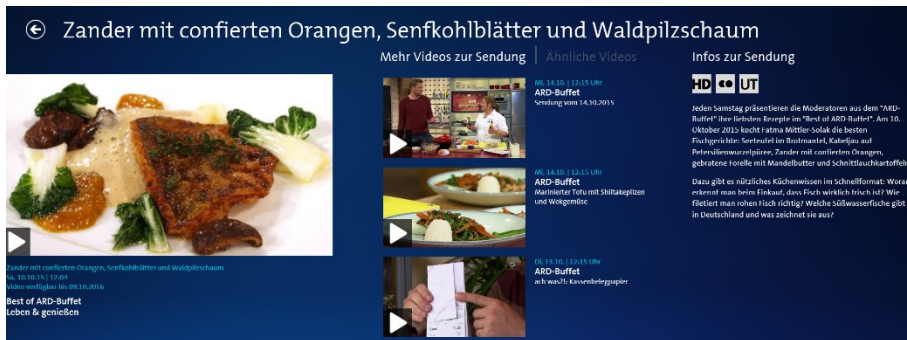 Zander mit confierten Orangen, Senfkohlblätter und Waldpilzschaum
Mehr Videos zur Sendung
Ähnliche Videos
Infos zur Sendung
Zander mit confierten Orangen, Senfkohlblätter und Waldpilzschaum
Sa, 10.10.15 | 12:04
Video verfügbar bis 09.10.2016
Best of ARD-Buffet
Leben & genießen
Mi, 14.10. | 12:15 Uhr
ARD-Buffet
Sendung vom 14.10.2015
Mi, 14.10. | 12:15 Uhr
ARD-Buffet
Marinierter Tofu mit Shiitakepilzen
und Wokgemüse
Di, 13.10. | 12:15 Uhr
ARD-Buffet
ach was?!: Kassenbelegpapier
HD UT
Jeden Samstag präsentieren die Moderatoren aus dem "ARD-
Buffet" ihre liebsten Rezepte im "Best of ARD-Buffet". Am 10.
Oktober 2015 kocht Fatma Mittler-Solak die besten
Fischgerichte: Seeteufel im Brotmantel, Kabeljau auf
Petersilienwurzelpüree, Zander mit confierten Orangen,
gebratene Forelle mit Mandelbutter und Schnittlauchkartoffeln
Dazu gibt es nützliches Küchenwissen im Schnellformat: Woran
erkennt man beim Einkauf, dass Fisch wirklich frisch ist? Wie
filetiert man rohen Fisch richtig? Welche Süßwasserfische gibt
in Deutschland und was zeichnet sie aus?